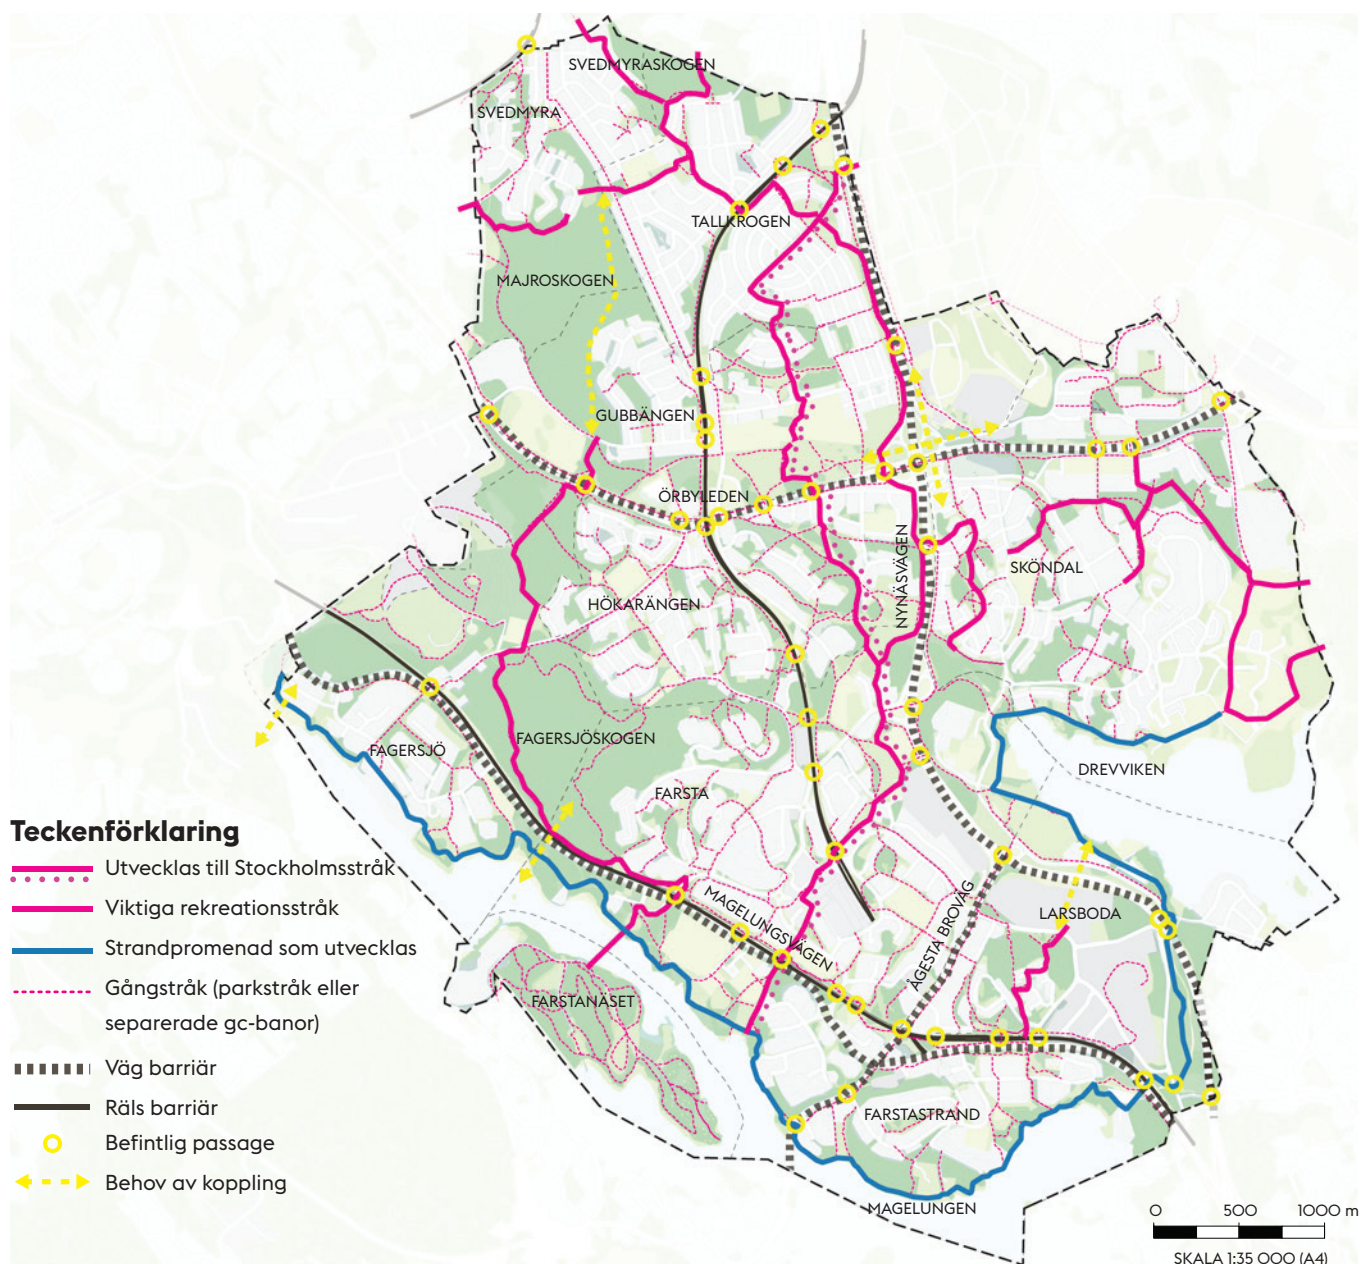 SVEDMYRASKOGEN
SVEDMYRA
TALLKROGEN
MAJROSKOGEN
GUBBÄNGEN
ÖRBYLEDEN
NYNÄSVÄGEN
SKÖNDAL
HÖKARÄNGEN
FAGERSJÖSKOGEN
FAGERSJÖ
FARSTA
DREVVIKEN
MAGELUNGSVÄGEN
ÅGESTA BROVÄG
LARSBODA
FARSTANÄSET
FARSTASTRAND
MAGELUNGEN
Teckenförklaring
Utvecklas till Stockholmsstråk
Viktiga rekreationsstråk
Strandpromenad som utvecklas
Gångstråk (parkstråk eller
separerade gc-banor)
Väg barriär
Räls barriär
Befintlig passage
Behov av koppling
0 500 1000 m
SKALA 1:35 000 (A4)